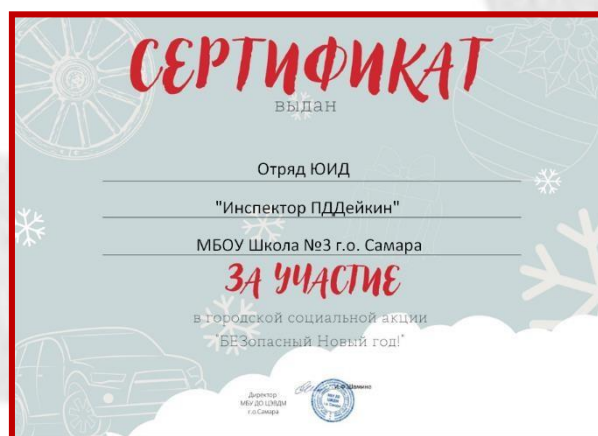 СЕРТИФИКАТ
выдан
Отряд ЮИД
"Инспектор ПДДейкин"
МБОУ Школа №3 г.о. Самара
ЗА УЧАСТИЕ
в городской социальной акции
"БЕЗопасный Новый год!"
Директор
МБУ ДО ЦЭВДМ
г.о.Самара